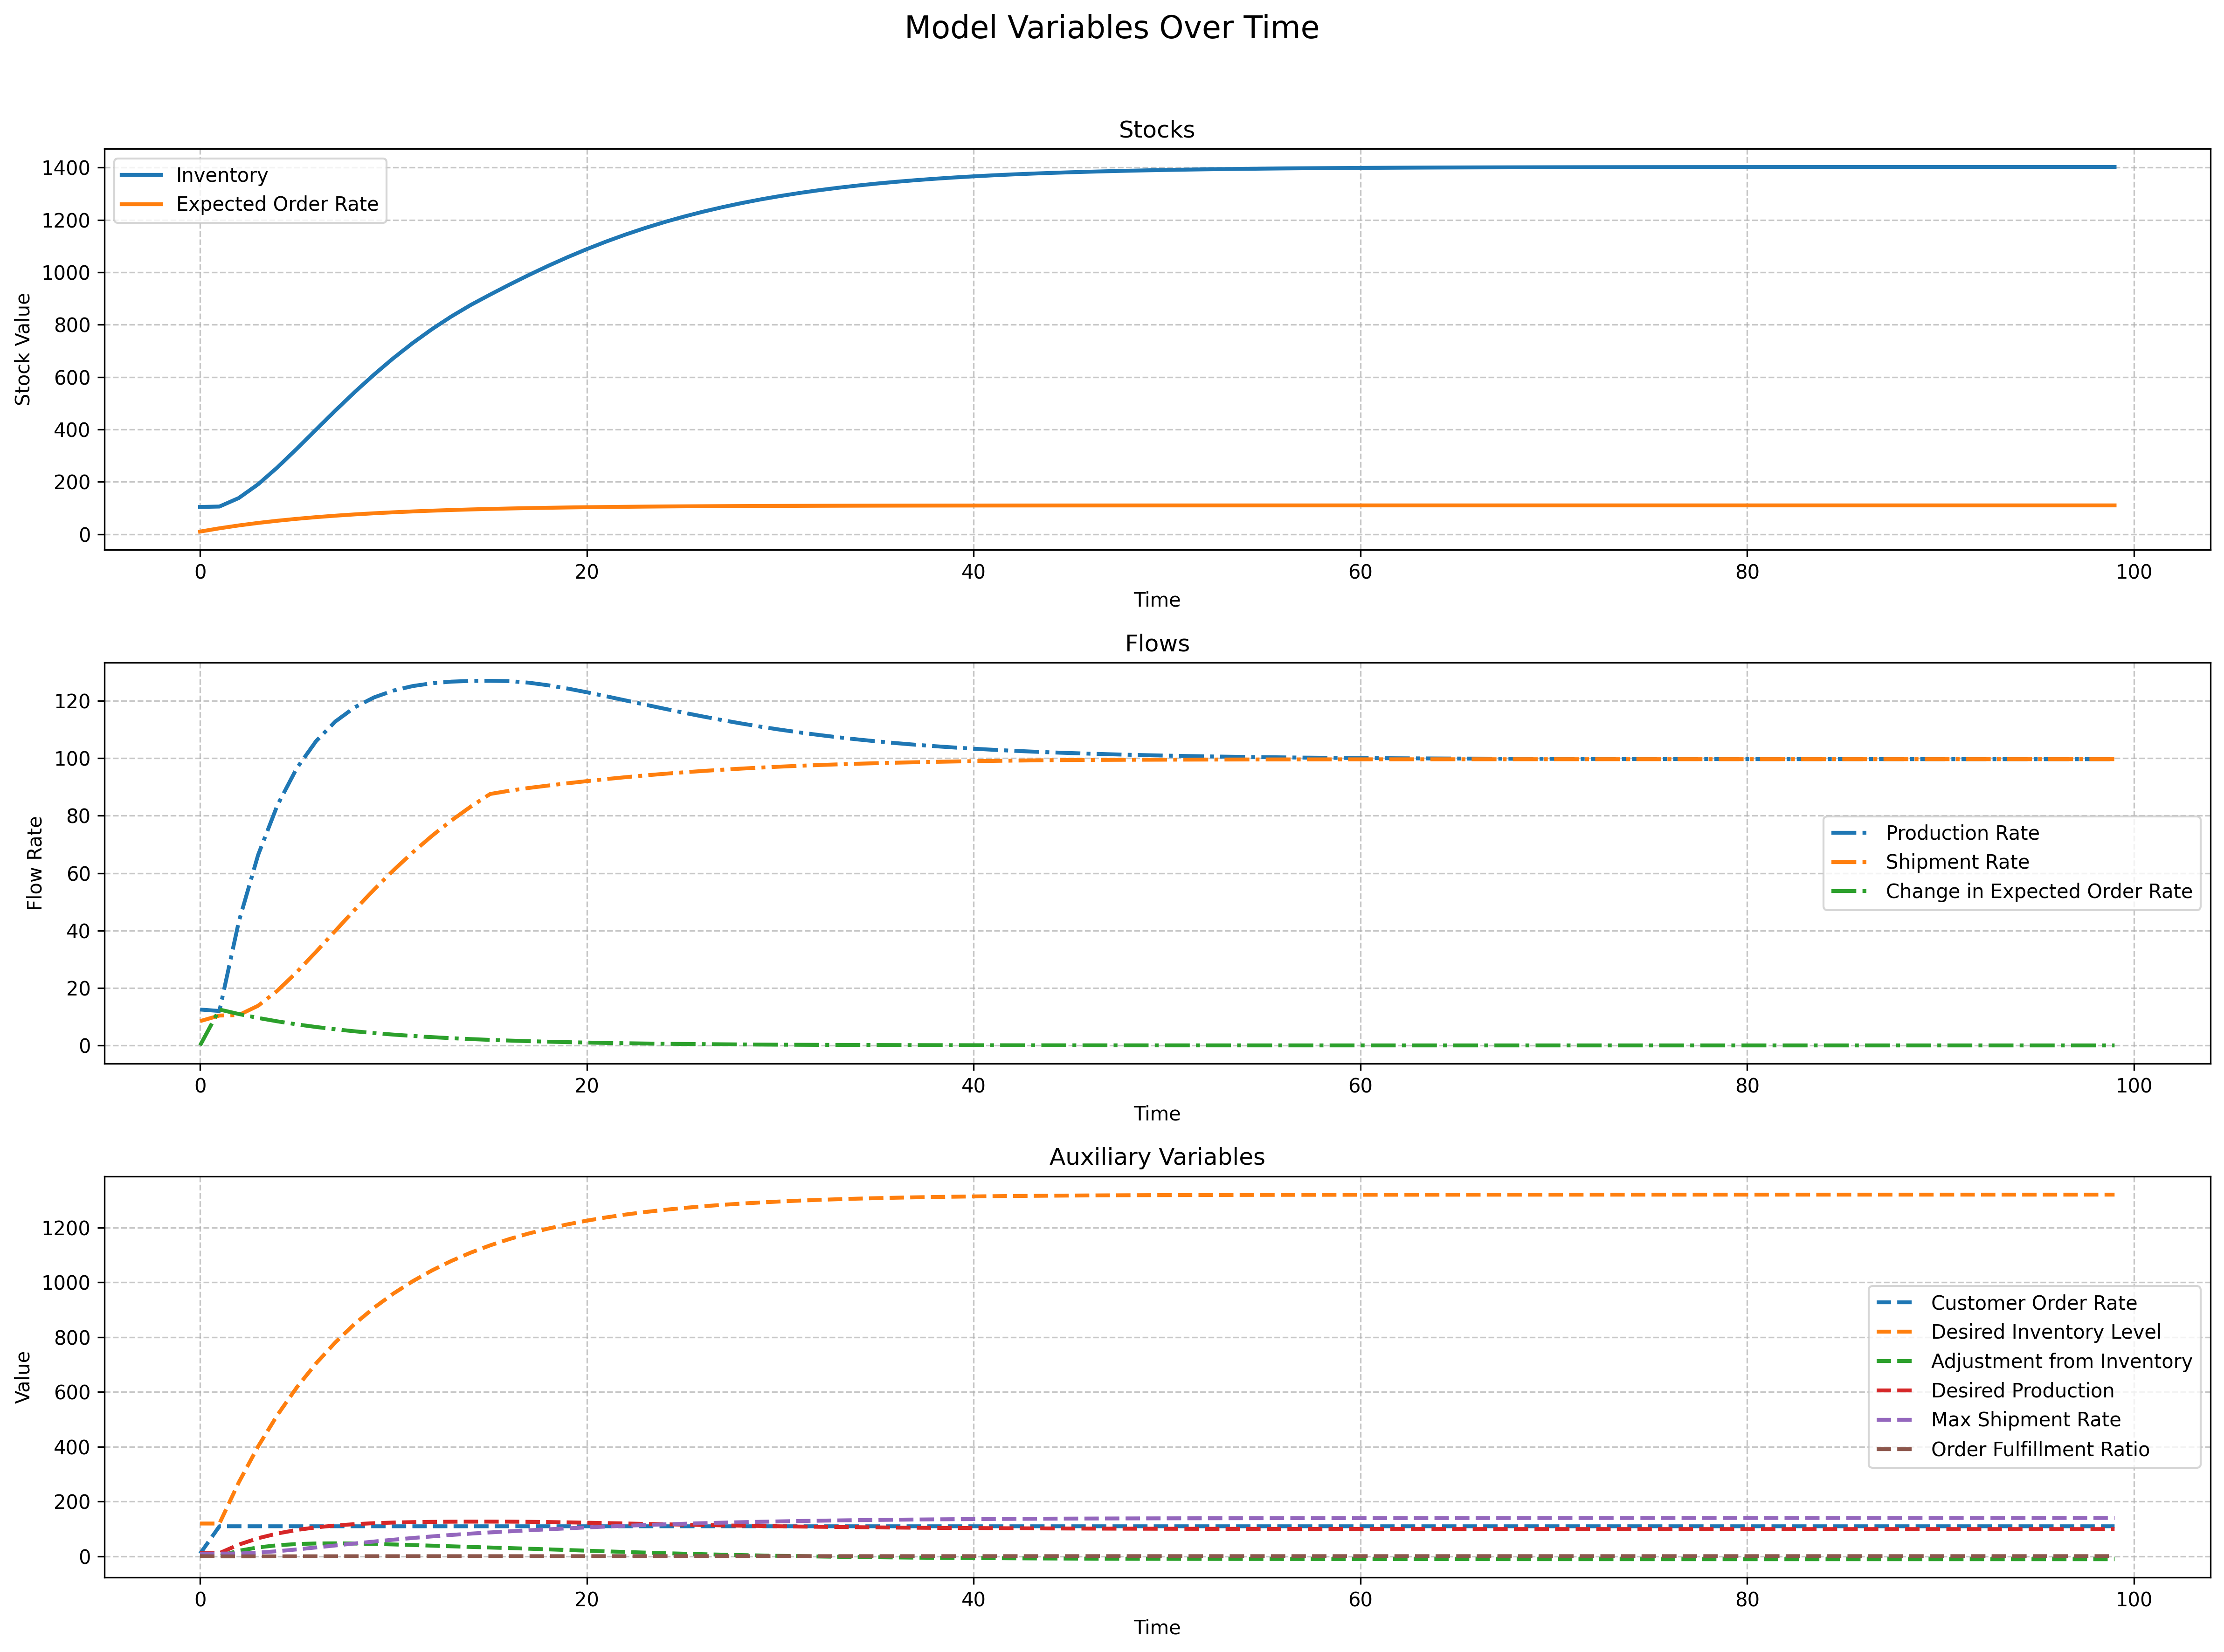 Model Variables Over Time
Stocks
1400
1200
1000
800
600
400
200
0
Stock Value
Inventory
Expected Order Rate
0 20 40 60 80 100
Time
Flows
120
100
80
60
40
20
0
Flow Rate
Production Rate
Shipment Rate
Change in Expected Order Rate
0 20 40 60 80 100
Time
Auxiliary Variables
1200
1000
800
600
400
200
0
Value
Customer Order Rate
Desired Inventory Level
Adjustment from Inventory
Desired Production
Max Shipment Rate
Order Fulfillment Ratio
0 20 40 60 80 100
Time